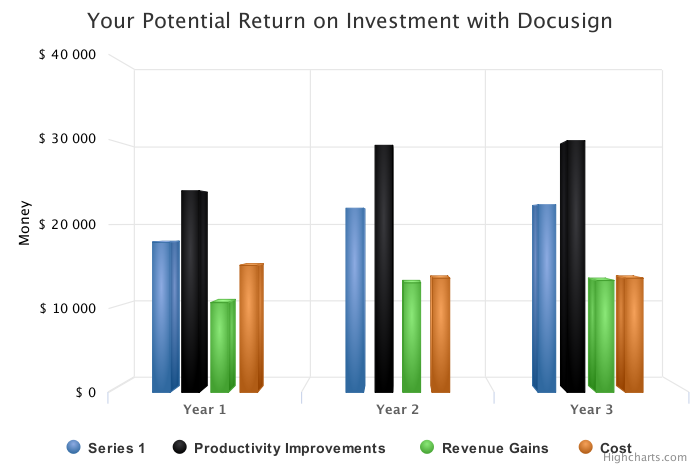 Your Potential Return on Investment with Docusign
$ 40 000
$ 30 000
$ 20 000
$ 10 000
$ 0
Money
Year 1 Year 2 Year 3
Series 1 Productivity Improvements Revenue Gains Cost
Highcharts.com